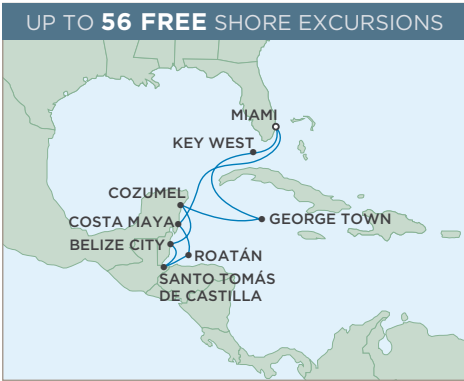 UP TO 56 FREE SHORE EXCURSIONS
MIAMI
KEY WEST
COZUMEL
COSTA MAYA
GEORGE TOWN
BELIZE CITY
ROATÁN
SANTO TOMÁS
DE CASTILLA